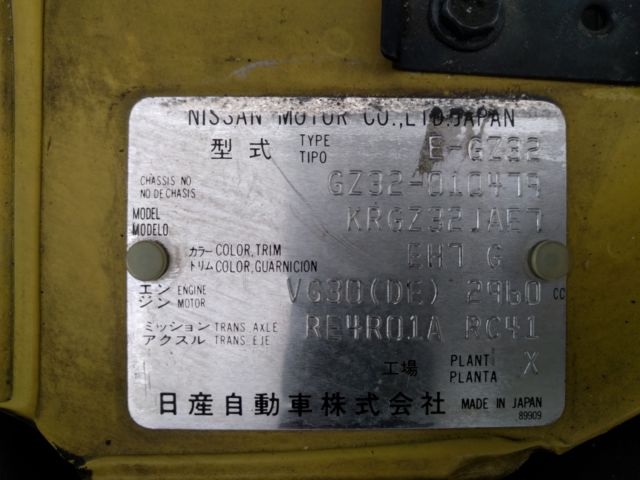 NISSAN MOTOR CO.,LTD.JAPAN
型式 TYPE TIPO E-GZ32
CHASSIS NO NO DE CHASIS GZ32-010479
MODEL MODELO KRGZ32JAE7
カラー COLOR, TRIM トリム COLOR, GUARNICION EH7 G
エンジン ENGINE MOTOR VG30(DE) 2960 CC
ミッション TRANS. AXLE アクスル TRANS. EJE RE4R01A RC41
工場 PLANT PLANTA X
日産自動車株式会社 MADE IN JAPAN
89909